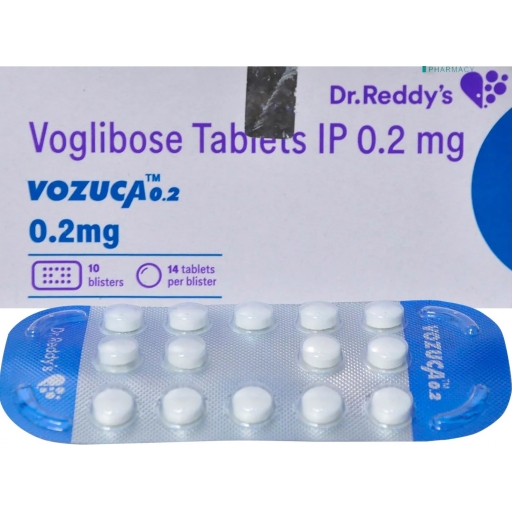 PHARMACY
Dr.Reddy's
Voglibose Tablets IP 0.2 mg
VOZUCA™ 0.2
0.2mg
10 blisters
14 tablets per blister
Dr.Reddy's
VOZUCA™ 0.2